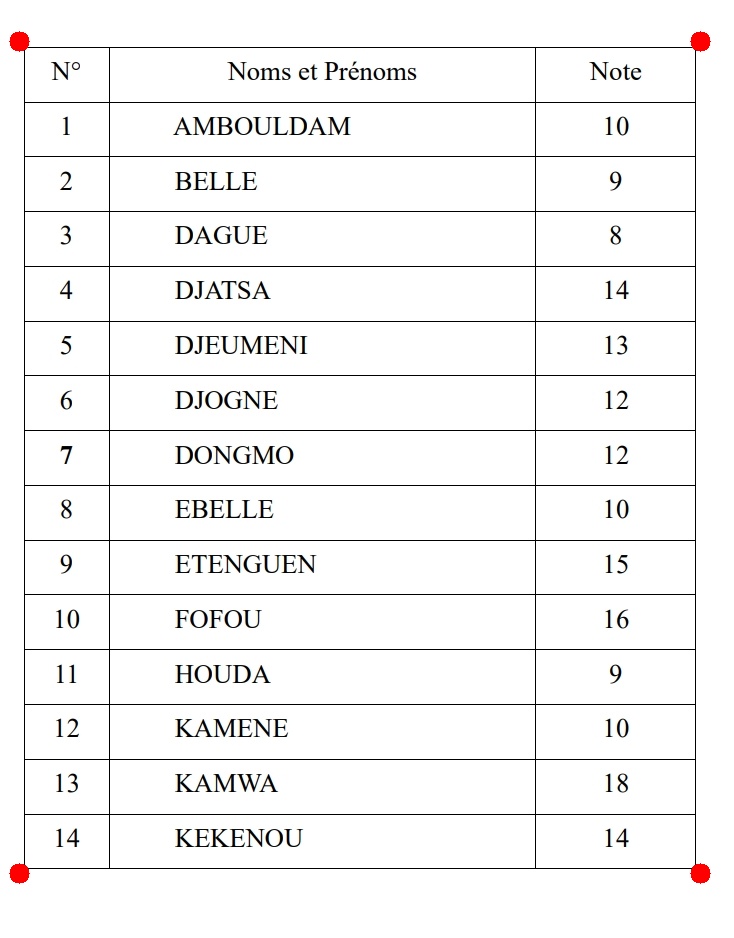 N° Noms et Prénoms Note
1 AMBOULDAM 10
2 BELLE 9
3 DAGUE 8
4 DJATSA 14
5 DJEUMENI 13
6 DJOGNE 12
7 DONGMO 12
8 EBELLE 10
9 ETENGUEN 15
10 FOFOU 16
11 HOUDA 9
12 KAMENE 10
13 KAMWA 18
14 KEKENOU 14